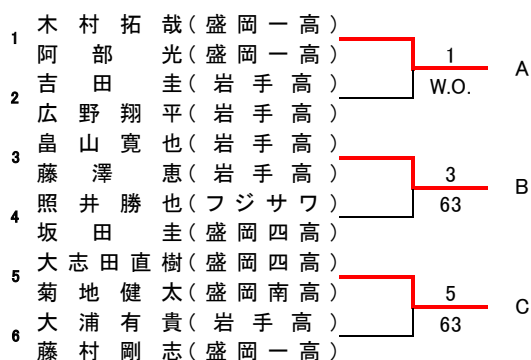 1 木村拓哉(盛岡一高)
阿部光(盛岡一高)
1
W.O.
A
2 吉田圭(岩手高)
広野翔平(岩手高)
3 畠山寛也(岩手高)
藤澤恵(岩手高)
3
63
B
4 照井勝也(フジサワ)
坂田圭(盛岡四高)
5 大志田直樹(盛岡四高)
菊地健太(盛岡南高)
5
63
C
6 大浦有貴(岩手高)
藤村剛志(盛岡一高)